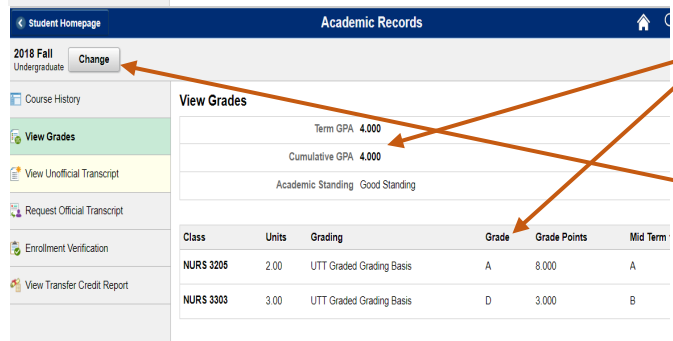 Student Homepage
Academic Records
2018 Fall
Undergraduate
Change
Course History
View Grades
View Unofficial Transcript
Request Official Transcript
Enrollment Verification
View Transfer Credit Report
View Grades
Term GPA 4.000
Cumulative GPA 4.000
Academic Standing Good Standing
Class Units Grading Grade Grade Points Mid Term
NURS 3205 2.00 UTT Graded Grading Basis A 8.000 A
NURS 3303 3.00 UTT Graded Grading Basis D 3.000 B